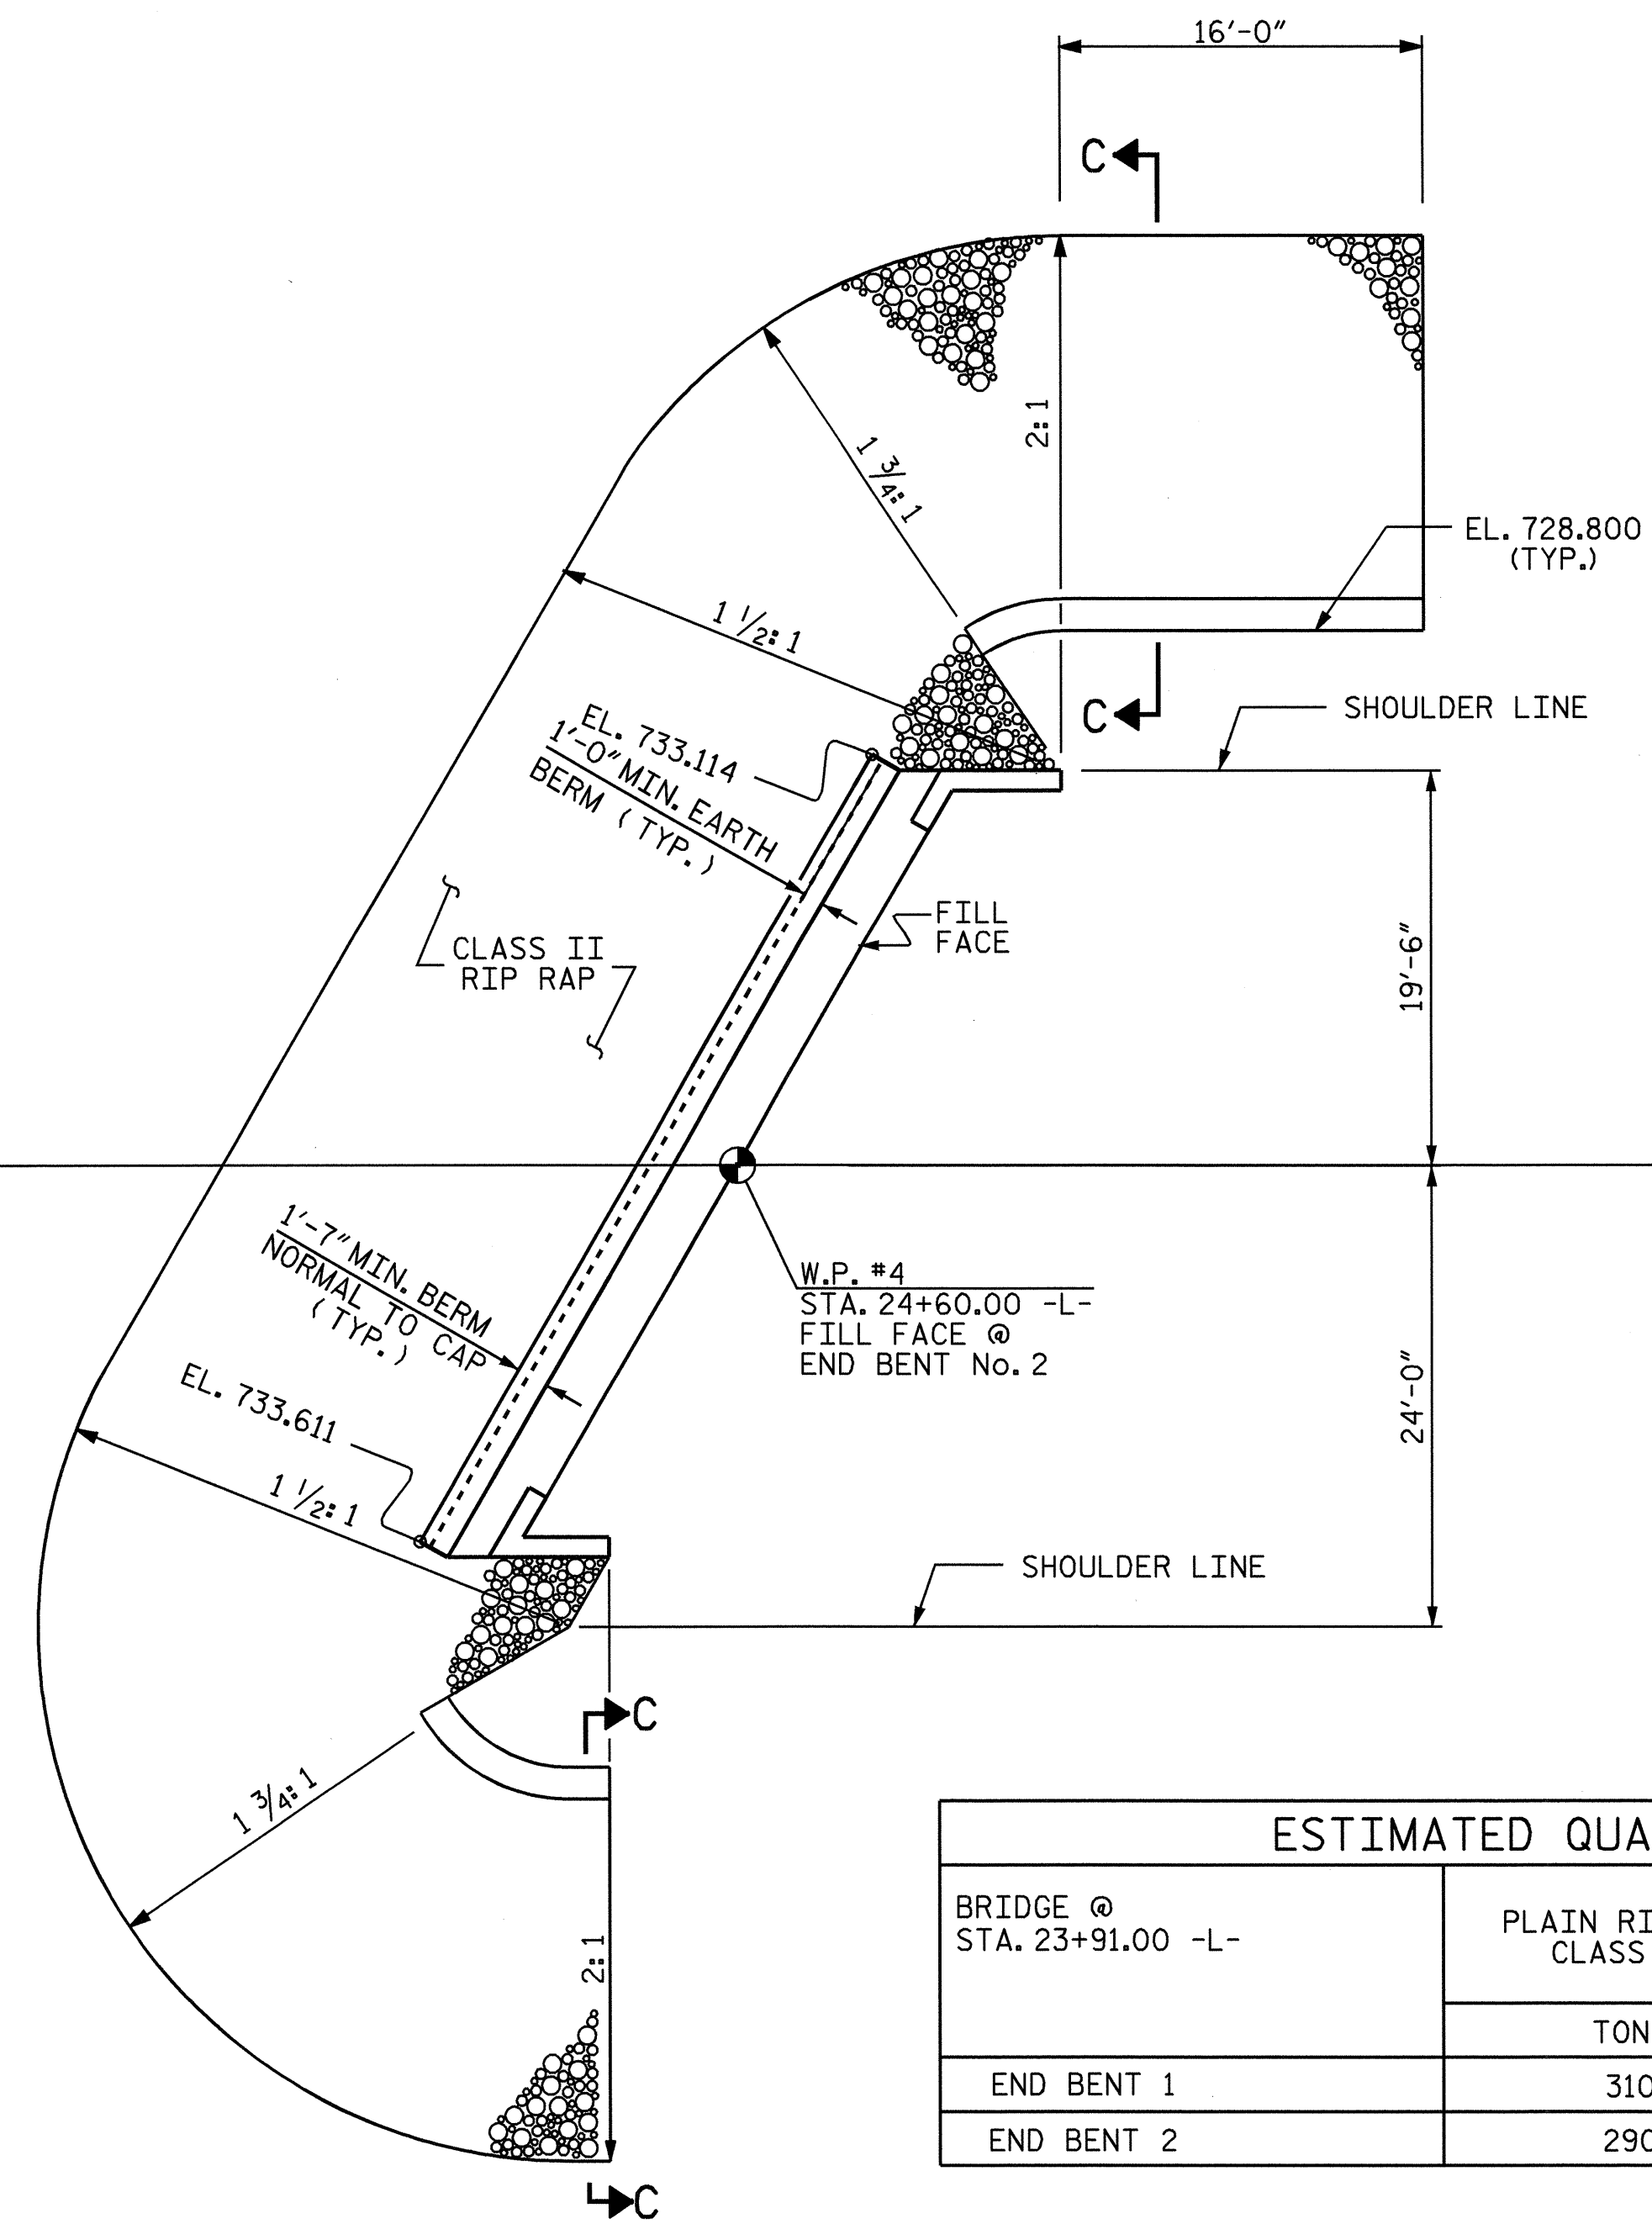 16'-0"
C
2:1
1 3/4:1
EL. 728.800
(TYP.)
1 1/2:1
C
SHOULDER LINE
EL. 733.114
1'-0" MIN. EARTH
BERM (TYP.)
FILL
FACE
CLASS II
RIP RAP
19'-6"
1'-7" MIN. BERM
NORMAL TO CAP
(TYP.)
W.P. #4
STA. 24+60.00 -L-
FILL FACE @
END BENT No. 2
24'-0"
EL. 733.611
1 1/2:1
SHOULDER LINE
C
1 3/4:1
2:1
C
ESTIMATED QUA
BRIDGE @
STA. 23+91.00 -L-
PLAIN RI
CLASS
TON
END BENT 1
310
END BENT 2
290